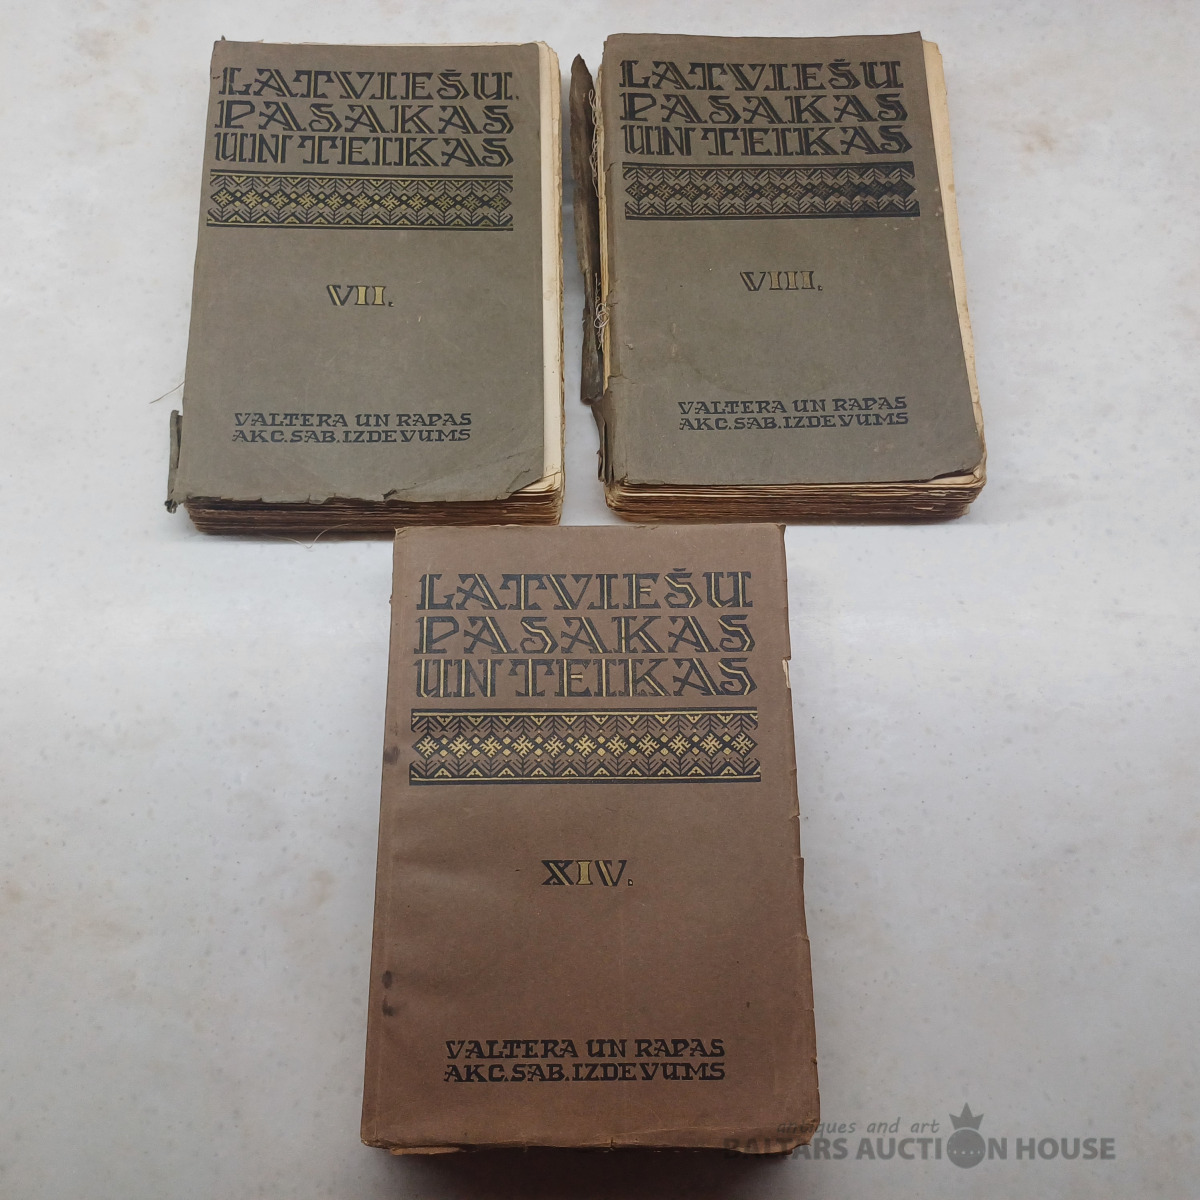 LATVIEŠU
PASAKAS
UN TEIKAS
VII.
VALTERA UN RAPAS
AKC. SAB. IZDEVUMS
LATVIEŠU
PASAKAS
UN TEIKAS
VIII.
VALTERA UN RAPAS
AKC. SAB. IZDEVUMS
LATVIEŠU
PASAKAS
UN TEIKAS
XIV.
VALTERA UN RAPAS
AKC. SAB. IZDEVUMS
antiques and art
BALTARS AUCTION HOUSE